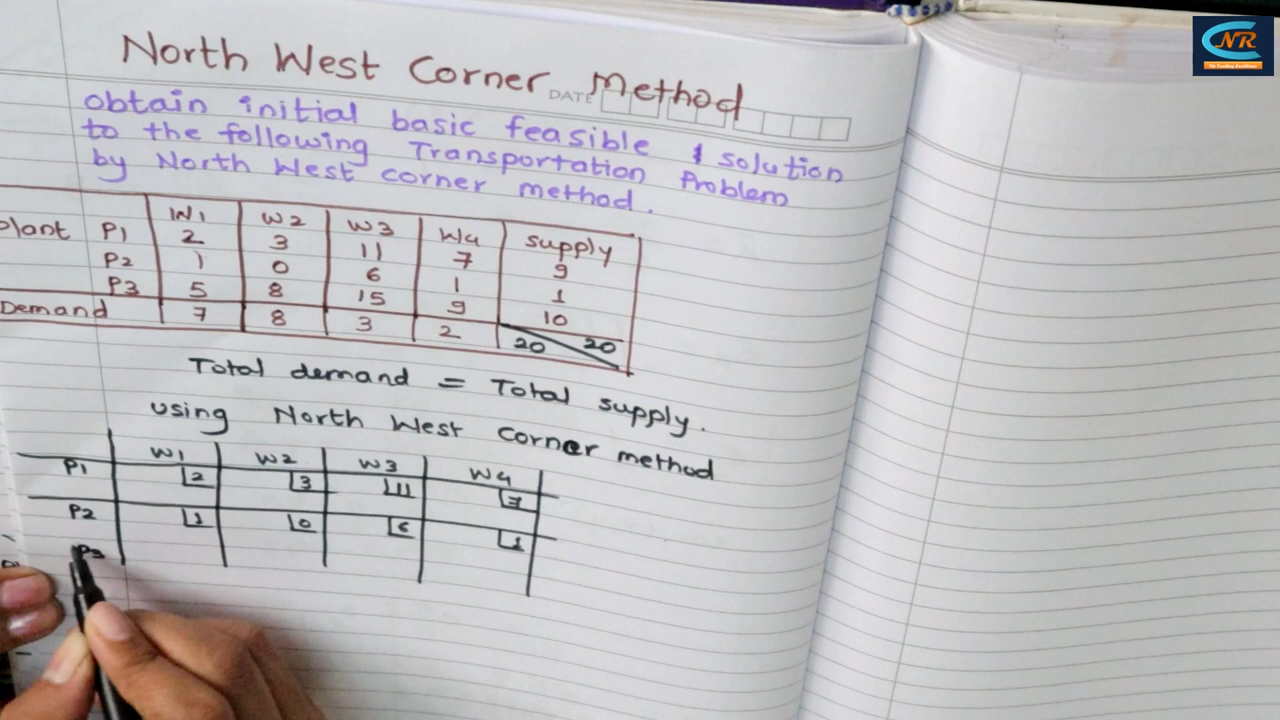 North West Corner Method
DATE
obtain initial basic feasible solution
to the following Transportation Problem
by North West corner method.
W1 W2 W3 W4 supply
Plant P1 2 3 11 7 9
P2 1 0 6 1 1
P3 5 8 15 9 10
Demand 7 8 3 2 20 20
Total demand = Total supply.
using North West corner method
W1 W2 W3 W4
P1 2 3 11 7
P2 1 0 6 1
P3
NR